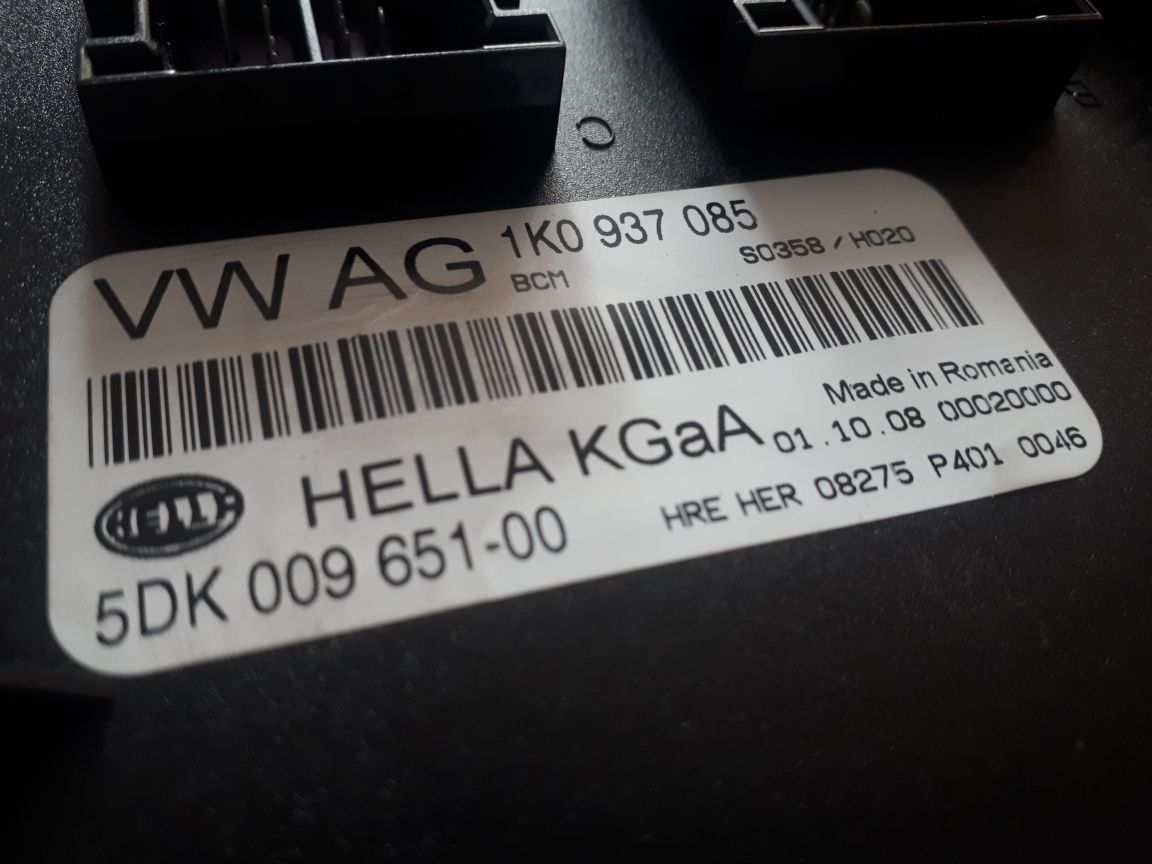 VW AG 1K0 937 085
BCM S0358 / H020
Made in Romania
HELLA HELLA KGaA 01.10.08 00020000
5DK 009 651-00 HRE HER 08275 P401 0046
C